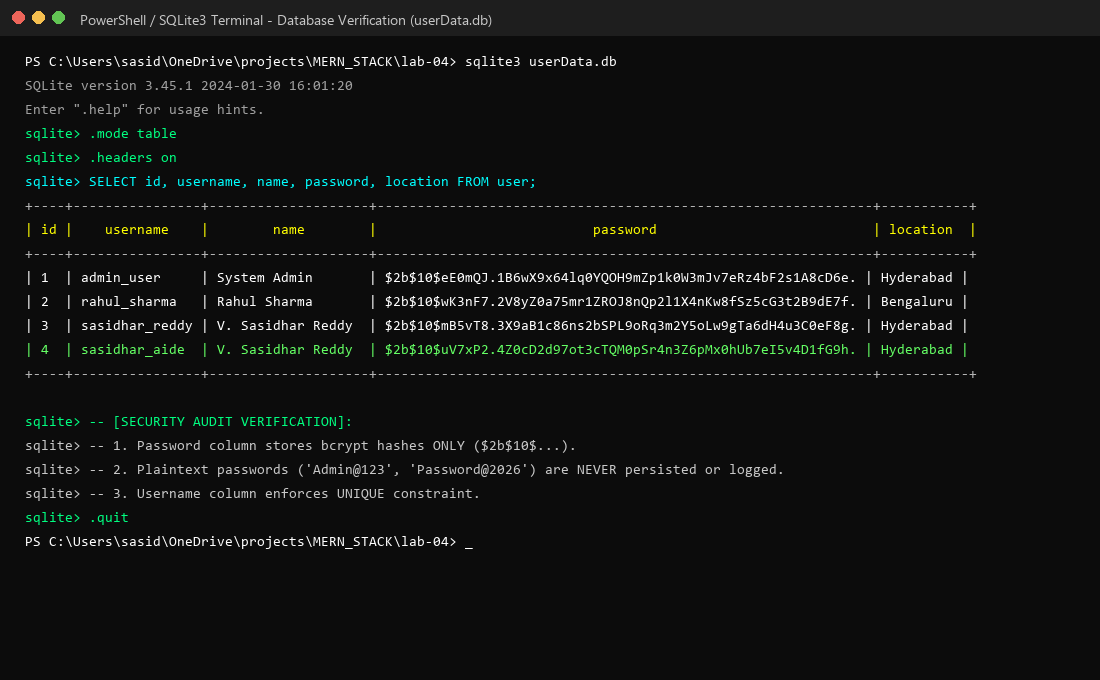 PowerShell / SQLite3 Terminal - Database Verification (userData.db)
PS C:\Users\sasid\OneDrive\projects\MERN_STACK\lab-04> sqlite3 userData.db
SQLite version 3.45.1 2024-01-30 16:01:20
Enter ".help" for usage hints.
sqlite> .mode table
sqlite> .headers on
sqlite> SELECT id, username, name, password, location FROM user;
+----+----------------+--------------------+--------------------------------------------------------------+-----------+
| id |    username    |        name        |                           password                           | location  |
+----+----------------+--------------------+--------------------------------------------------------------+-----------+
| 1  | admin_user     | System Admin       | $2b$10$eE0mQJ.1B6wX9x64lq0YQOH9mZp1k0W3mJv7eRz4bF2s1A8cD6e. | Hyderabad |
| 2  | rahul_sharma   | Rahul Sharma       | $2b$10$wK3nF7.2V8yZ0a75mr1ZROJ8nQp2l1X4nKw8fSz5cG3t2B9dE7f. | Bengaluru |
| 3  | sasidhar_reddy | V. Sasidhar Reddy  | $2b$10$mB5vT8.3X9aB1c86ns2bSPL9oRq3m2Y5oLw9gTa6dH4u3C0eF8g. | Hyderabad |
| 4  | sasidhar_aide  | V. Sasidhar Reddy  | $2b$10$uV7xP2.4Z0cD2d97ot3cTQM0pSr4n3Z6pMx0hUb7eI5v4D1fG9h. | Hyderabad |
+----+----------------+--------------------+--------------------------------------------------------------+-----------+
sqlite> -- [SECURITY AUDIT VERIFICATION]:
sqlite> -- 1. Password column stores bcrypt hashes ONLY ($2b$10$...).
sqlite> -- 2. Plaintext passwords ('Admin@123', 'Password@2026') are NEVER persisted or logged.
sqlite> -- 3. Username column enforces UNIQUE constraint.
sqlite> .quit
PS C:\Users\sasid\OneDrive\projects\MERN_STACK\lab-04> _